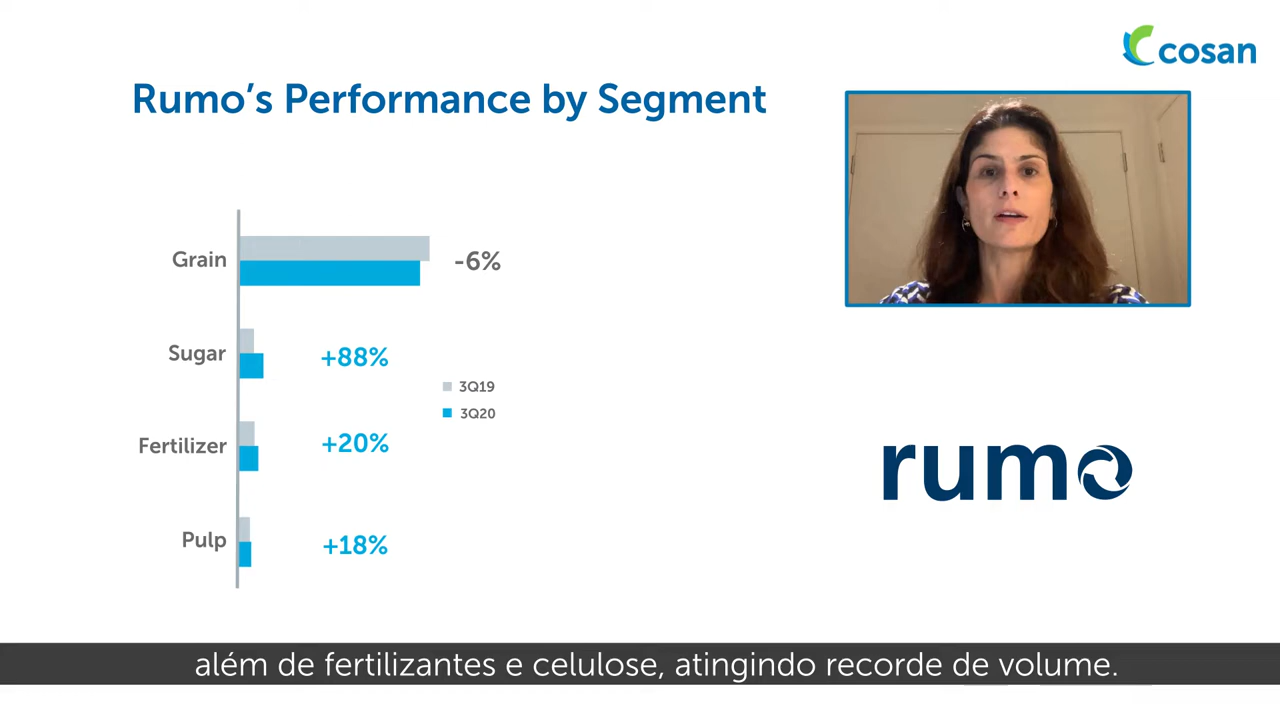 cosan
Rumo's Performance by Segment
Grain
-6%
Sugar
+88%
3Q19
3Q20
Fertilizer
+20%
rumo
Pulp
+18%
além de fertilizantes e celulose, atingindo recorde de volume.